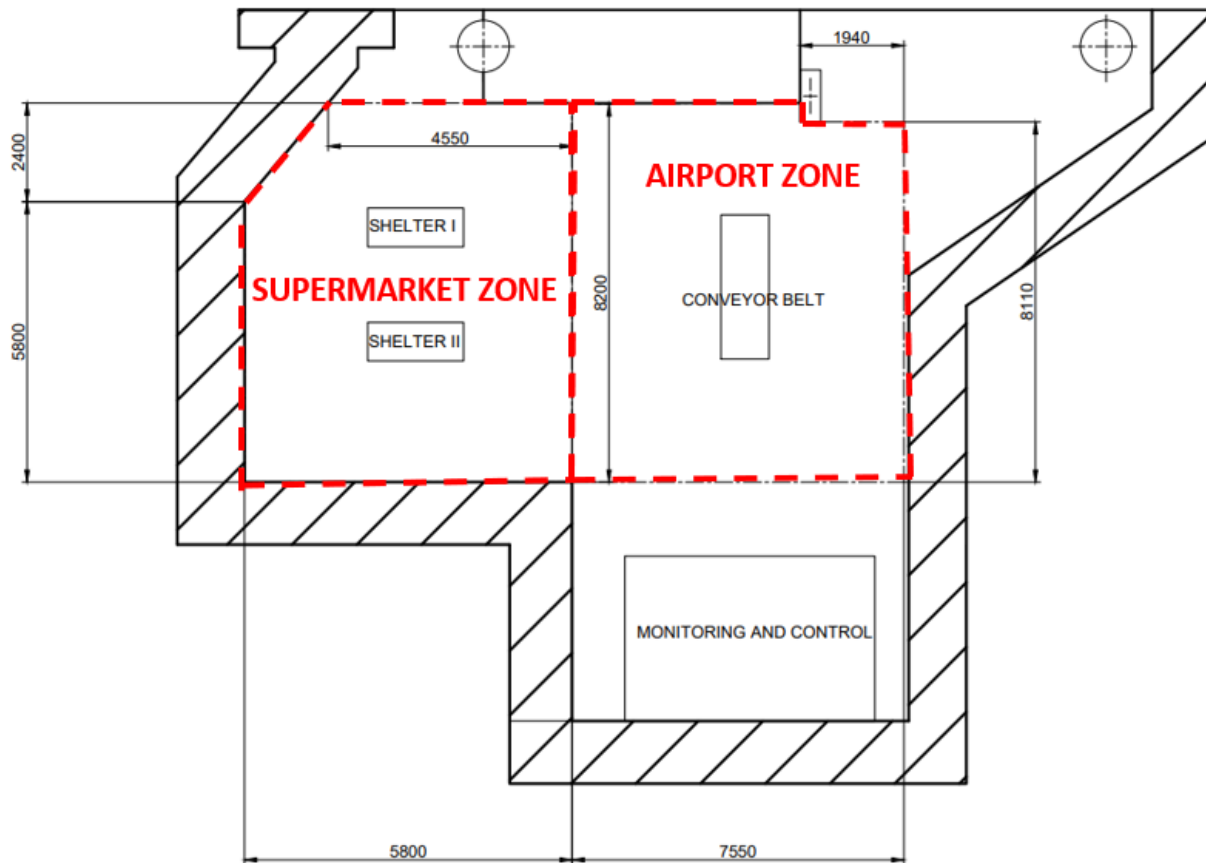 1940
2400
4550
AIRPORT ZONE
SHELTER I
SUPERMARKET ZONE
8200
CONVEYOR BELT
8110
5800
SHELTER II
MONITORING AND CONTROL
5800
7550